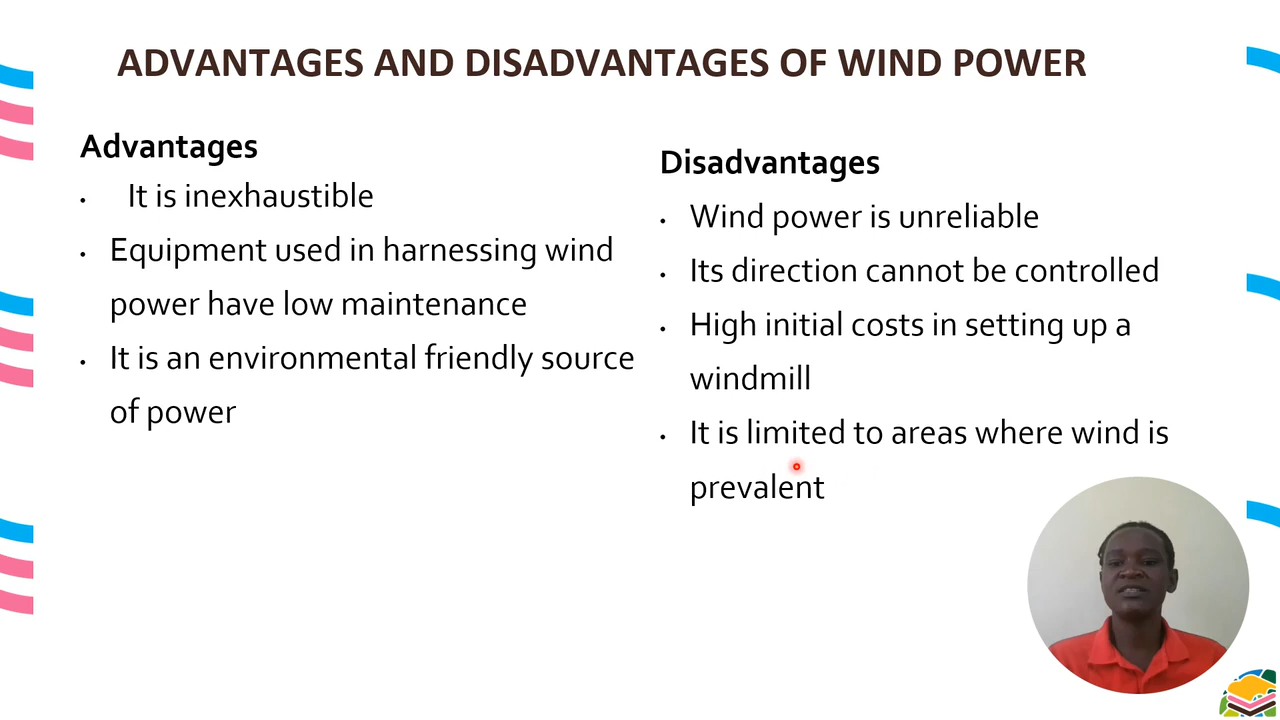 ADVANTAGES AND DISADVANTAGES OF WIND POWER
Advantages
• It is inexhaustible
• Equipment used in harnessing wind
power have low maintenance
• It is an environmental friendly source
of power
Disadvantages
• Wind power is unreliable
• Its direction cannot be controlled
• High initial costs in setting up a
windmill
• It is limited to areas where wind is
prevalent